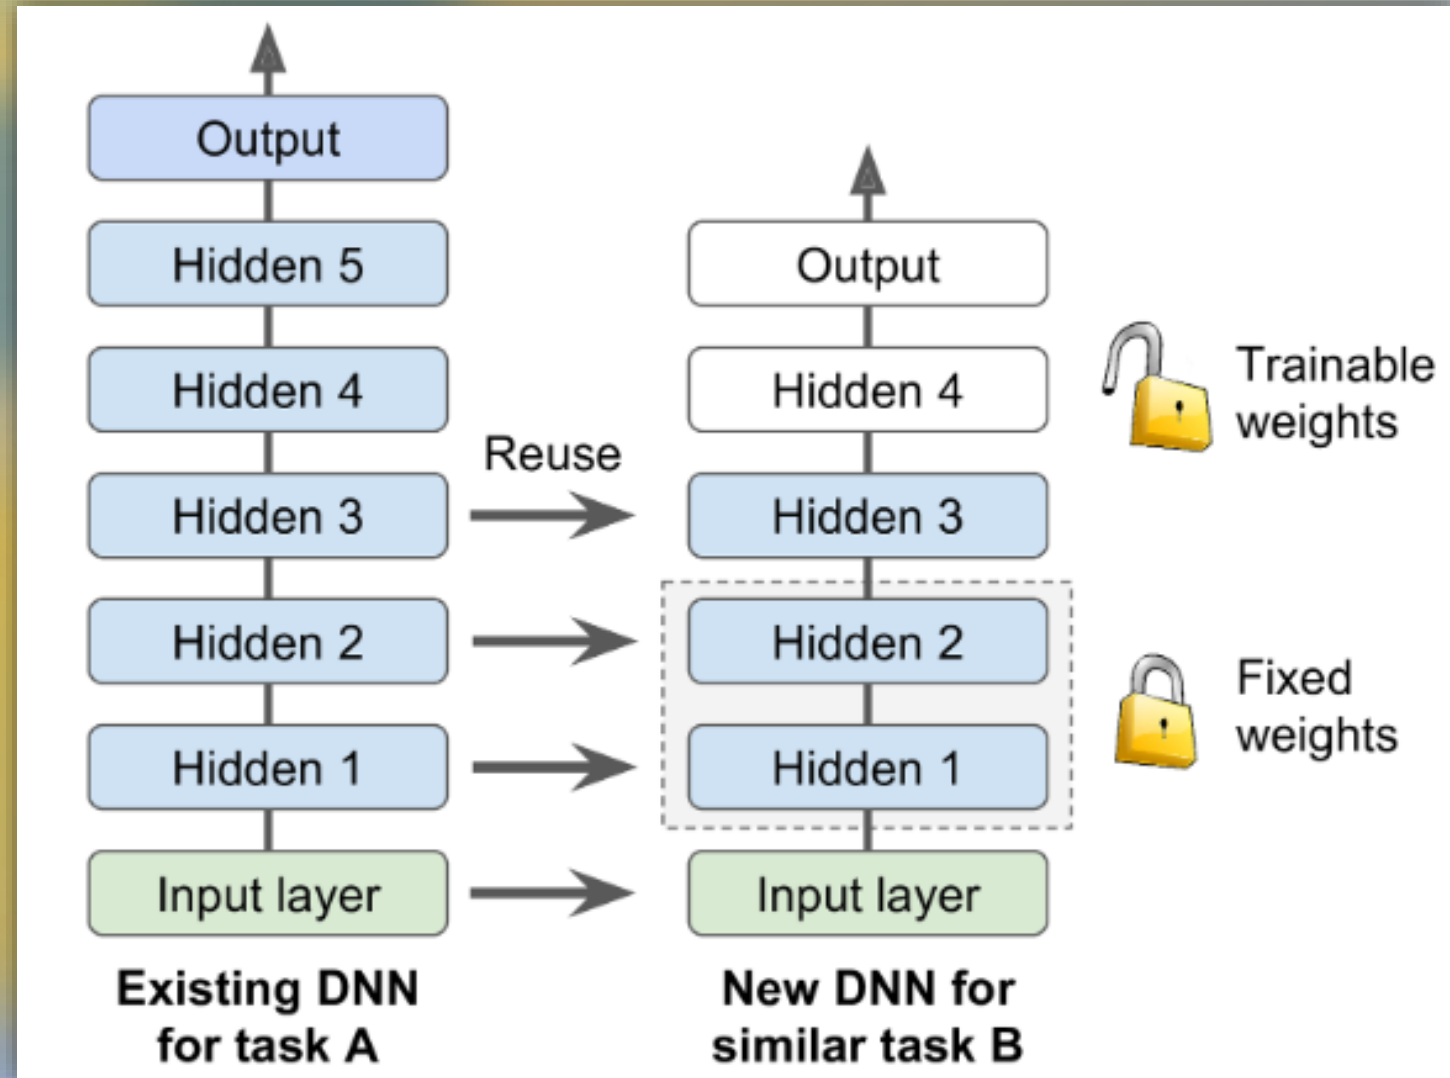 Output
Hidden 5
Hidden 4
Hidden 3
Hidden 2
Hidden 1
Input layer
Existing DNN
for task A
Reuse
Output
Hidden 4
Hidden 3
Hidden 2
Hidden 1
Input layer
New DNN for
similar task B
Trainable
weights
Fixed
weights